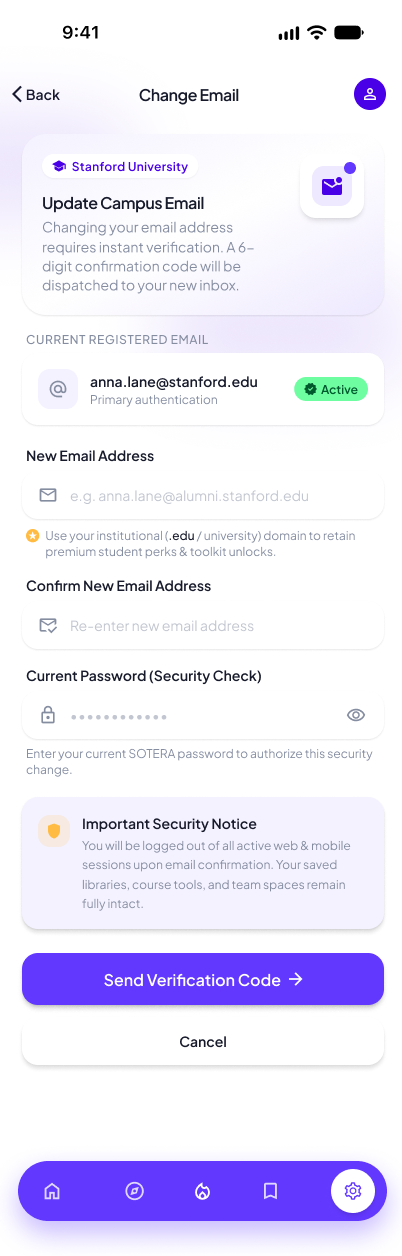 9:41
Back
Change Email
Stanford University
Update Campus Email
Changing your email address
requires instant verification. A 6–
digit confirmation code will be
dispatched to your new inbox.
CURRENT REGISTERED EMAIL
anna.lane@stanford.edu
Primary authentication
Active
New Email Address
e.g. anna.lane@alumni.stanford.edu
Use your institutional (.edu / university) domain to retain
premium student perks & toolkit unlocks.
Confirm New Email Address
Re-enter new email address
Current Password (Security Check)
••••••••••••
Enter your current SOTERA password to authorize this security
change.
Important Security Notice
You will be logged out of all active web & mobile
sessions upon email confirmation. Your saved
libraries, course tools, and team spaces remain
fully intact.
Send Verification Code →
Cancel